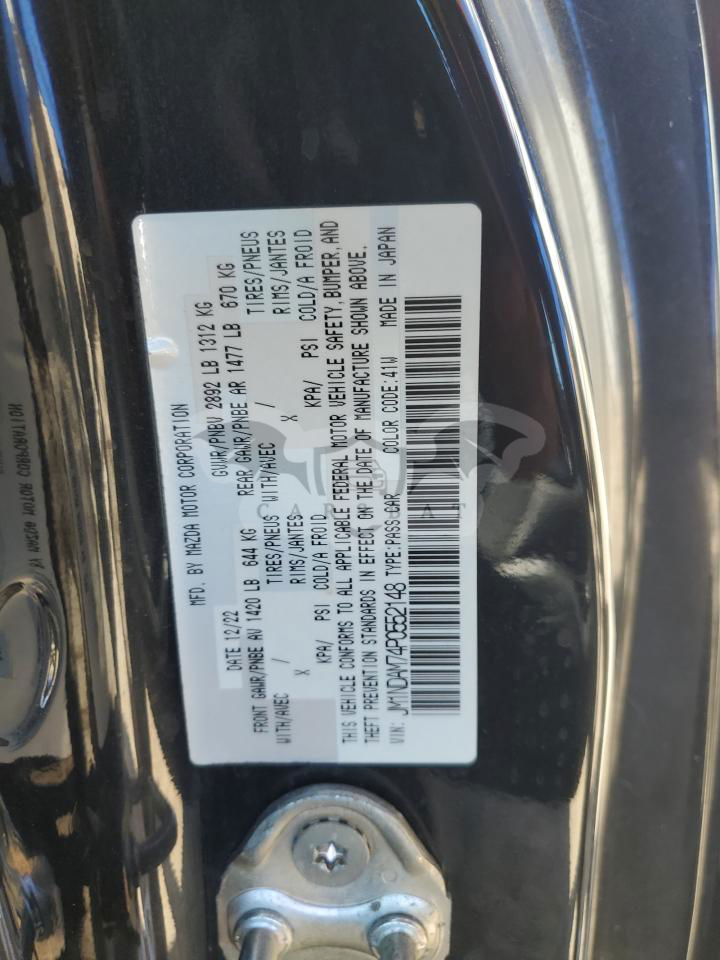 MFD. BY MAZDA MOTOR CORPORATION
DATE 12/22 GVWR/PNBV 2892 LB 1312 KG
FRONT GAWR/PNBE AV 1420 LB 644 KG REAR GAWR/PNBE AR 1477 LB 670 KG
WITH/AVEC / TIRES/PNEUS WITH/AVEC / TIRES/PNEUS
X RIMS/JANTES X RIMS/JANTES
KPA/ PSI COLD/A FROID KPA/ PSI COLD/A FROID
THIS VEHICLE CONFORMS TO ALL APPLICABLE FEDERAL MOTOR VEHICLE SAFETY, BUMPER, AND
THEFT PREVENTION STANDARDS IN EFFECT ON THE DATE OF MANUFACTURE SHOWN ABOVE.
VIN: JM1NDAM74P0552148 TYPE:PASS.CAR COLOR CODE:41W MADE IN JAPAN